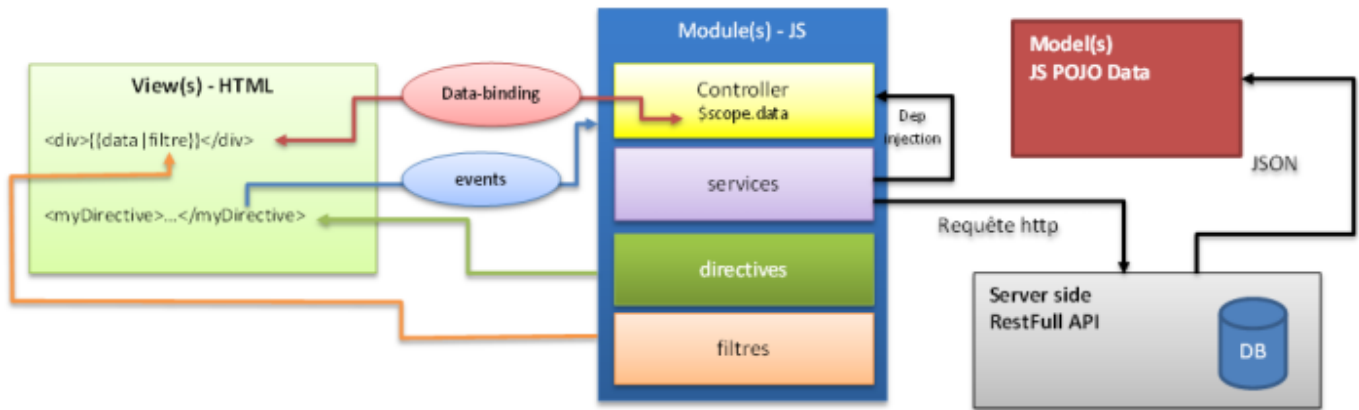 Module(s) - JS
Model(s)
JS POJO Data
View(s) - HTML
Data-binding
Controller
$scope.data
Dep
injection
<div>{{data|filtre}}</div>
events
services
JSON
<myDirective>...</myDirective>
Requête http
directives
Server side
RestFull API
DB
filtres